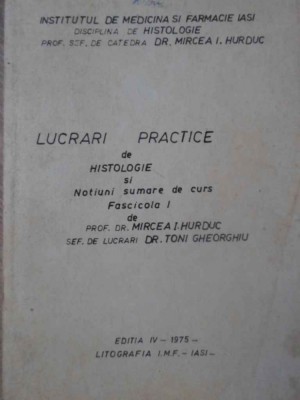 INSTITUTUL DE MEDICINA SI FARMACIE IASI
DISCIPLINA DE HISTOLOGIE
PROF. SEF. DE CATEDRA DR. MIRCEA I. HURDUC
LUCRARI PRACTICE
de
HISTOLOGIE
si
Notiuni sumare de curs
Fascicola I
de
PROF. DR. MIRCEA I. HURDUC
SEF. DE LUCRARI DR. TONI GHEORGHIU
EDITIA IV - 1975 -
LITOGRAFIA I.M.F. - IASI -